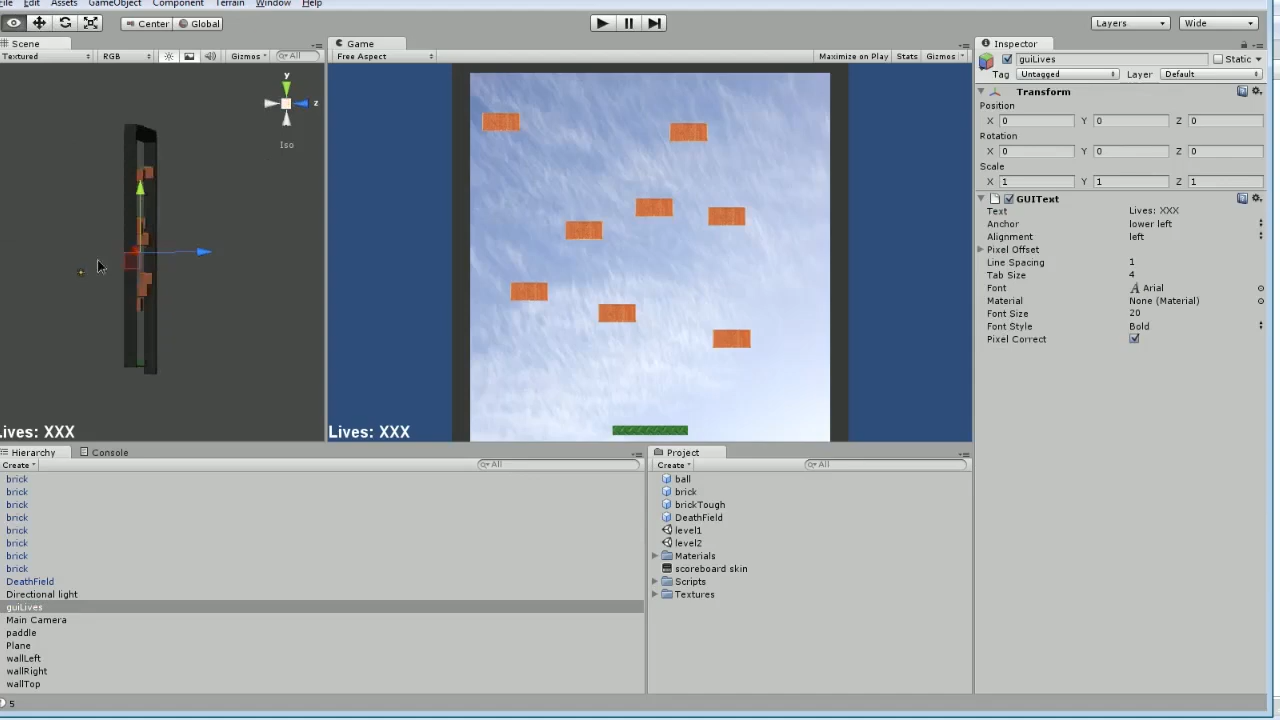 File Edit Assets GameObject Component Terrain Window Help
Center Global Layers Wide
Scene Game Inspector
Textured RGB Gizmos All Free Aspect Maximize on Play Stats Gizmos
guiLives Static
Tag Untagged Layer Default
Transform
Position
X 0 Y 0 Z 0
Rotation
X 0 Y 0 Z 0
Scale
X 1 Y 1 Z 1
GUIText
Text Lives: XXX
Anchor lower left
Alignment left
Pixel Offset
Line Spacing 1
Tab Size 4
Font Arial
Material None (Material)
Font Size 20
Font Style Bold
Pixel Correct
y
z
Iso
Lives: XXX
Lives: XXX
Hierarchy Console
Create All
brick
brick
brick
brick
brick
brick
brick
brick
DeathField
Directional light
guiLives
Main Camera
paddle
Plane
wallLeft
wallRight
wallTop
Project
Create All
ball
brick
brickTough
DeathField
level1
level2
Materials
scoreboard skin
Scripts
Textures
5